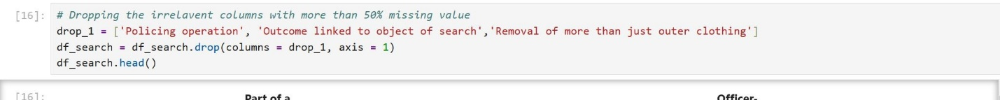 [16]: # Dropping the irrelavent columns with more than 50% missing value
drop_1 = ['Policing operation', 'Outcome linked to object of search','Removal of more than just outer clothing']
df_search = df_search.drop(columns = drop_1, axis = 1)
df_search.head()
[16]: Part of a Officer-